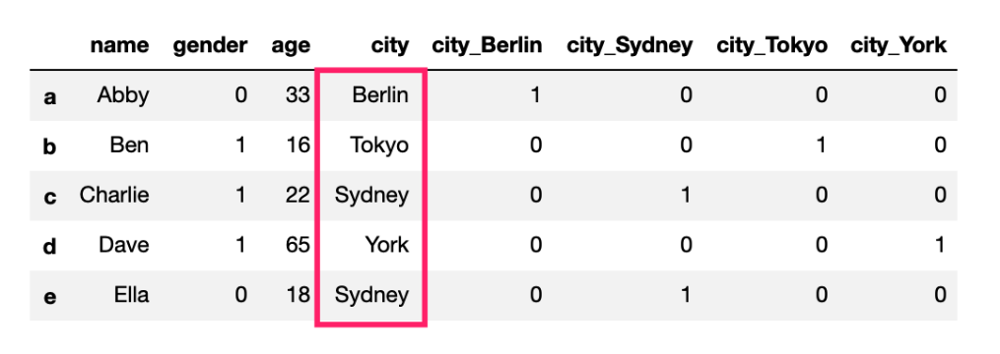 name gender age city city_Berlin city_Sydney city_Tokyo city_York
a Abby 0 33 Berlin 1 0 0 0
b Ben 1 16 Tokyo 0 0 1 0
c Charlie 1 22 Sydney 0 1 0 0
d Dave 1 65 York 0 0 0 1
e Ella 0 18 Sydney 0 1 0 0